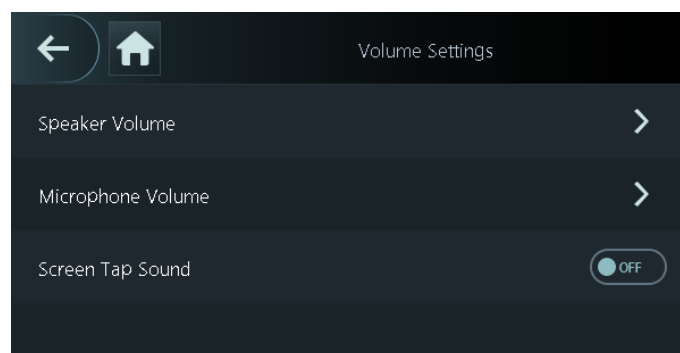 Volume Settings
Speaker Volume
Microphone Volume
Screen Tap Sound
OFF